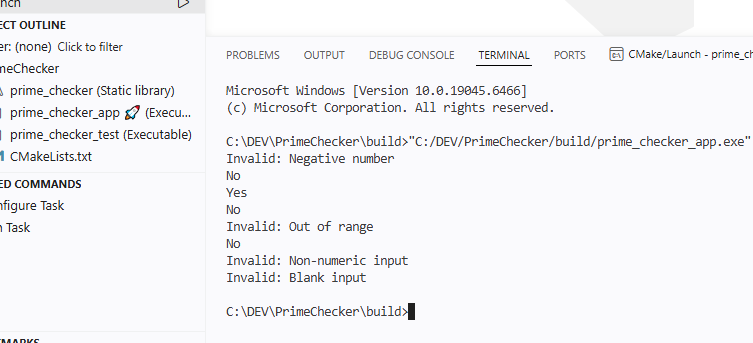 nch
ECT OUTLINE
er: (none) Click to filter
meChecker
prime_checker (Static library)
prime_checker_app 🚀 (Execu...
prime_checker_test (Executable)
CMakeLists.txt
ED COMMANDS
nfigure Task
n Task
MARKS
PROBLEMS OUTPUT DEBUG CONSOLE TERMINAL PORTS CMake/Launch - prime_ch
Microsoft Windows [Version 10.0.19045.6466]
(c) Microsoft Corporation. All rights reserved.
C:\DEV\PrimeChecker\build>"C:/DEV/PrimeChecker/build/prime_checker_app.exe"
Invalid: Negative number
No
Yes
No
Invalid: Out of range
No
Invalid: Non-numeric input
Invalid: Blank input
C:\DEV\PrimeChecker\build>